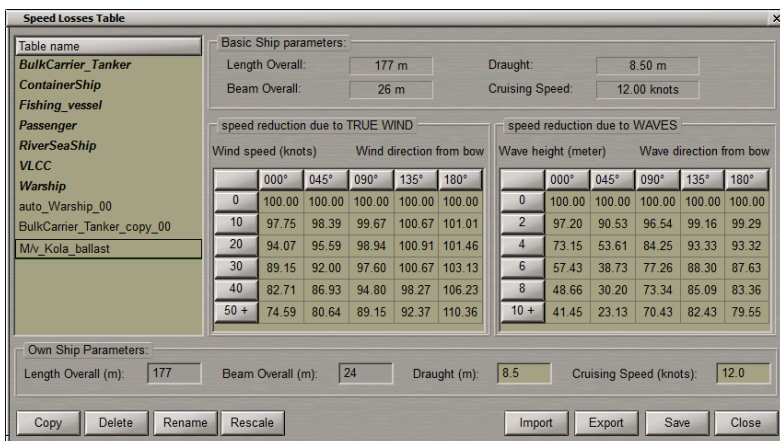 Speed Losses Table
Table name
BulkCarrier_Tanker
ContainerShip
Fishing_vessel
Passenger
RiverSeaShip
VLCC
Warship
auto_Warship_00
BulkCarrier_Tanker_copy_00
M/v_Kola_ballast
Basic Ship parameters:
Length Overall: 177 m Draught: 8.50 m
Beam Overall: 26 m Cruising Speed: 12.00 knots
speed reduction due to TRUE WIND
Wind speed (knots) Wind direction from bow
000° 045° 090° 135° 180°
0 100.00 100.00 100.00 100.00 100.00
10 97.75 98.39 99.67 100.67 101.01
20 94.07 95.59 98.94 100.91 101.46
30 89.15 92.00 97.60 100.67 103.13
40 82.71 86.93 94.80 98.27 106.23
50 + 74.59 80.64 89.15 92.37 110.36
speed reduction due to WAVES
Wave height (meter) Wave direction from bow
000° 045° 090° 135° 180°
0 100.00 100.00 100.00 100.00 100.00
2 97.20 90.53 96.54 99.16 99.29
4 73.15 53.61 84.25 93.33 93.32
6 57.43 38.73 77.26 88.30 87.63
8 48.66 30.20 73.34 85.09 83.36
10 + 41.45 23.13 70.43 82.43 79.55
Own Ship Parameters:
Length Overall (m): 177 Beam Overall (m): 24 Draught (m): 8.5 Cruising Speed (knots): 12.0
Copy Delete Rename Rescale Import Export Save Close